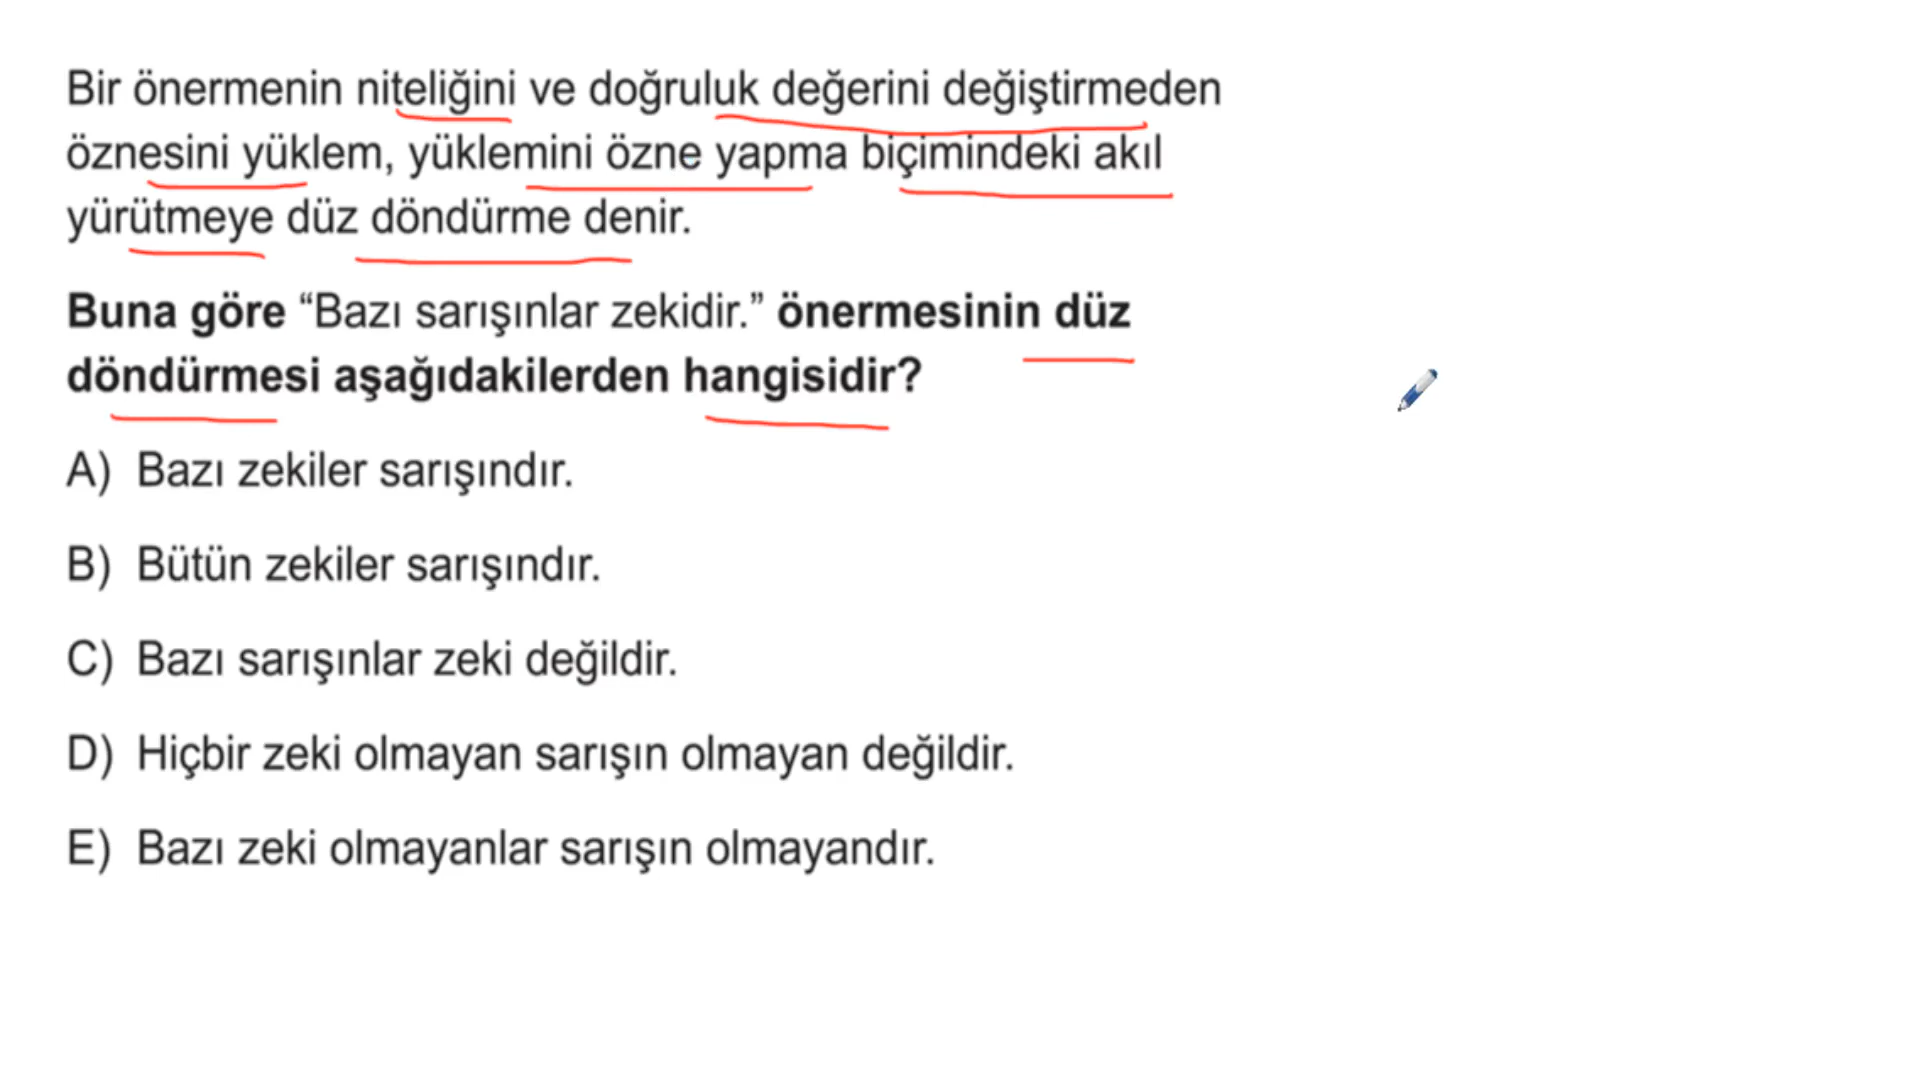 Bir önermenin niteliğini ve doğruluk değerini değiştirmeden
öznesini yüklem, yüklemini özne yapma biçimindeki akıl
yürütmeye düz döndürme denir.
Buna göre “Bazı sarışınlar zekidir.” önermesinin düz
döndürmesi aşağıdakilerden hangisidir?
A) Bazı zekiler sarışındır.
B) Bütün zekiler sarışındır.
C) Bazı sarışınlar zeki değildir.
D) Hiçbir zeki olmayan sarışın olmayan değildir.
E) Bazı zeki olmayanlar sarışın olmayandır.